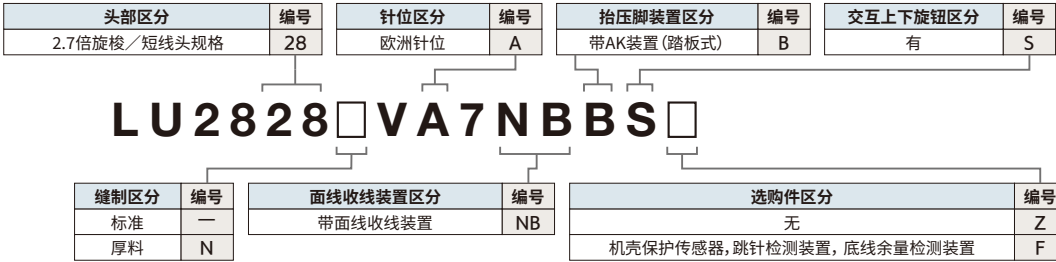 头部区分 编号
2.7倍旋梭／短线头规格 28
针位区分 编号
欧洲针位 A
抬压脚装置区分 编号
带AK装置（踏板式） B
交互上下旋钮区分 编号
有 S
LU2828□VA7NBBS□
缝制区分 编号
标准 —
厚料 N
面线收线装置区分 编号
带面线收线装置 NB
选购件区分 编号
无 Z
机壳保护传感器，跳针检测装置，底线余量检测装置 F